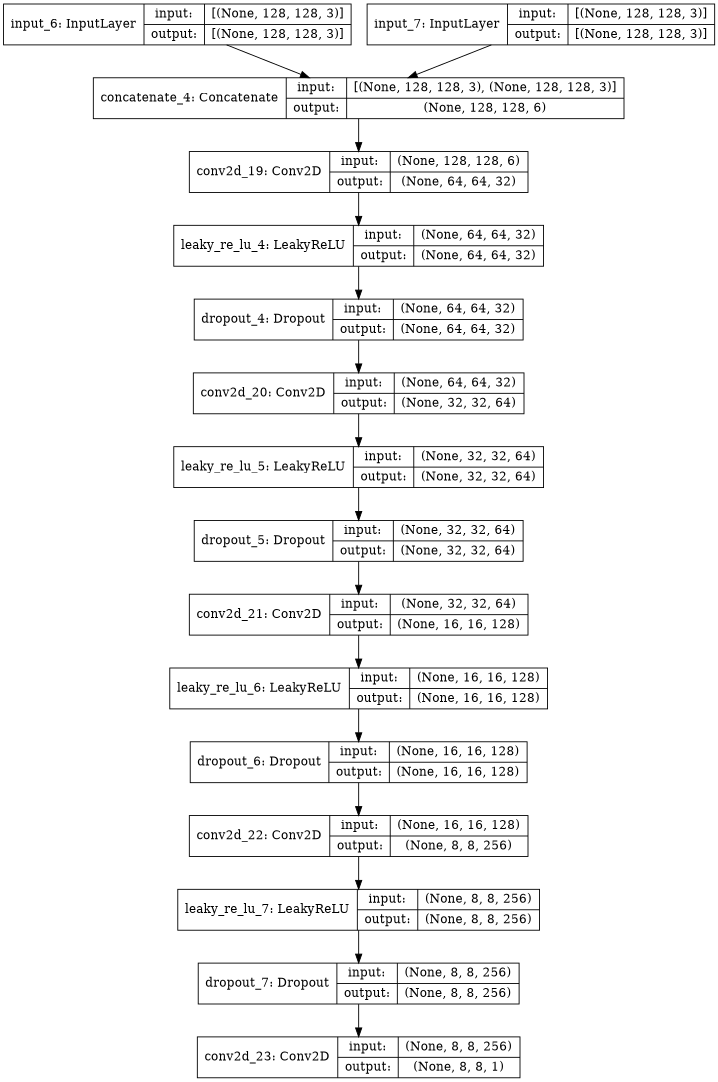 input_6: InputLayer
input: [(None, 128, 128, 3)]
output: [(None, 128, 128, 3)]
input_7: InputLayer
input: [(None, 128, 128, 3)]
output: [(None, 128, 128, 3)]
concatenate_4: Concatenate
input: [(None, 128, 128, 3), (None, 128, 128, 3)]
output: (None, 128, 128, 6)
conv2d_19: Conv2D
input: (None, 128, 128, 6)
output: (None, 64, 64, 32)
leaky_re_lu_4: LeakyReLU
input: (None, 64, 64, 32)
output: (None, 64, 64, 32)
dropout_4: Dropout
input: (None, 64, 64, 32)
output: (None, 64, 64, 32)
conv2d_20: Conv2D
input: (None, 64, 64, 32)
output: (None, 32, 32, 64)
leaky_re_lu_5: LeakyReLU
input: (None, 32, 32, 64)
output: (None, 32, 32, 64)
dropout_5: Dropout
input: (None, 32, 32, 64)
output: (None, 32, 32, 64)
conv2d_21: Conv2D
input: (None, 32, 32, 64)
output: (None, 16, 16, 128)
leaky_re_lu_6: LeakyReLU
input: (None, 16, 16, 128)
output: (None, 16, 16, 128)
dropout_6: Dropout
input: (None, 16, 16, 128)
output: (None, 16, 16, 128)
conv2d_22: Conv2D
input: (None, 16, 16, 128)
output: (None, 8, 8, 256)
leaky_re_lu_7: LeakyReLU
input: (None, 8, 8, 256)
output: (None, 8, 8, 256)
dropout_7: Dropout
input: (None, 8, 8, 256)
output: (None, 8, 8, 256)
conv2d_23: Conv2D
input: (None, 8, 8, 256)
output: (None, 8, 8, 1)